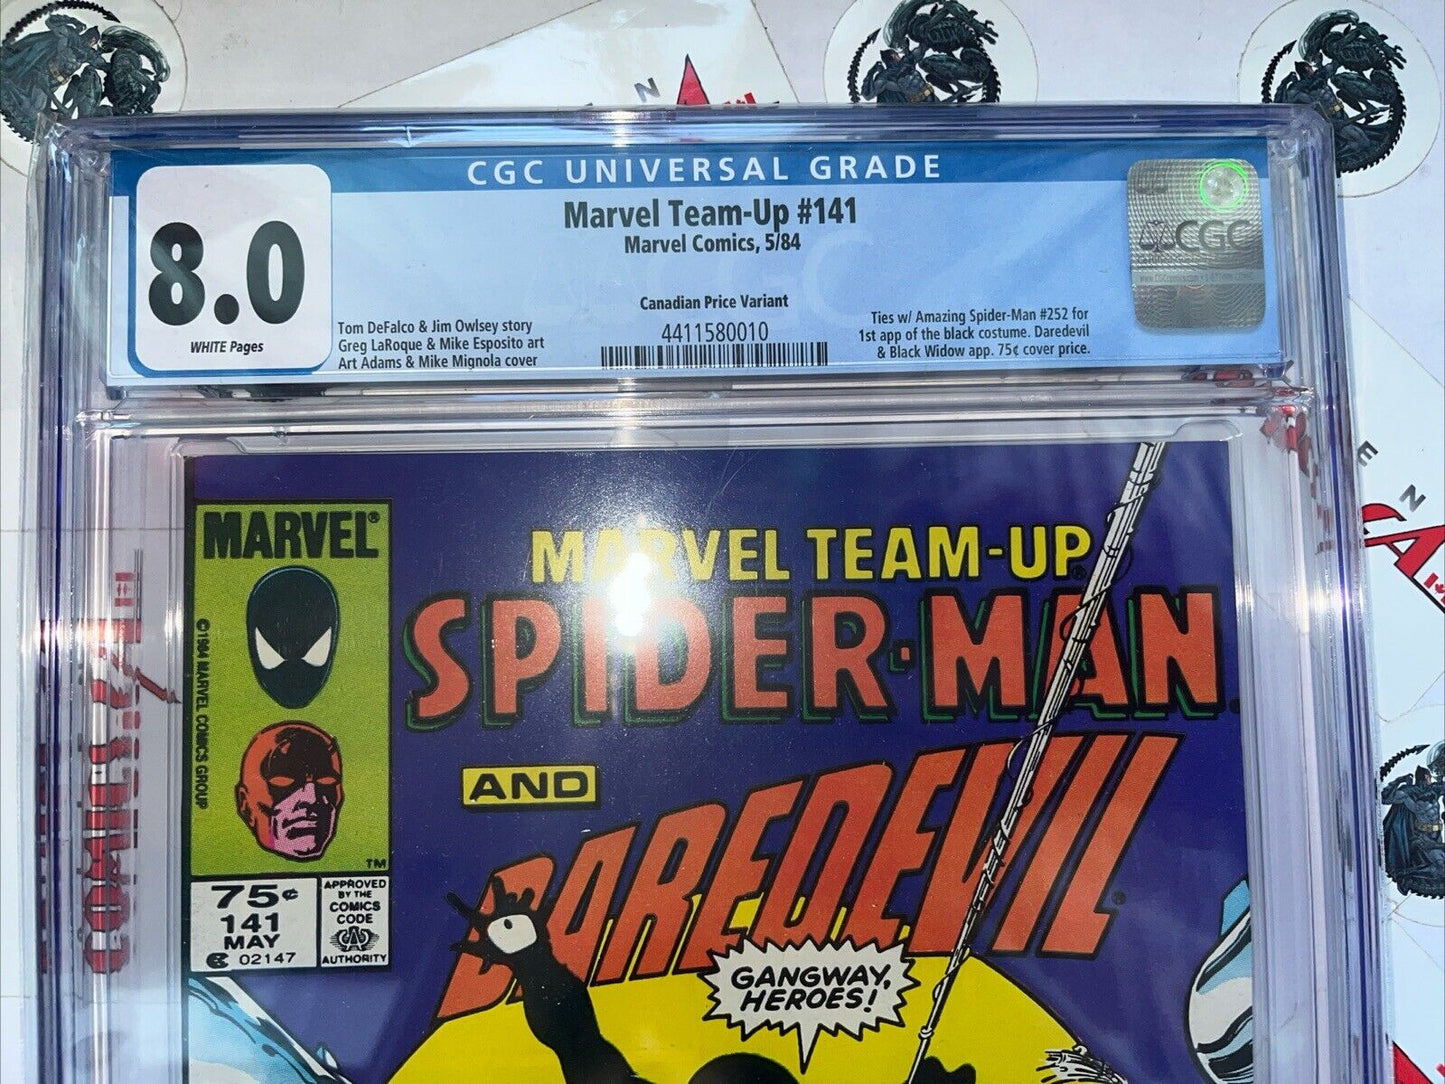 CGC UNIVERSAL GRADE
8.0
WHITE Pages
Marvel Team-Up #141
Marvel Comics, 5/84
Canadian Price Variant
4411580010
Tom DeFalco & Jim Owlsey story
Greg LaRoque & Mike Esposito art
Art Adams & Mike Mignola cover
Ties w/ Amazing Spider-Man #252 for
1st app of the black costume. Daredevil
& Black Widow app. 75¢ cover price.
CGC
MARVEL®
©1984 MARVEL COMICS GROUP
TM
75¢
141
MAY
02147
APPROVED
BY THE
COMICS
CODE
AUTHORITY
MARVEL TEAM-UP®
SPIDER-MAN®
AND
DAREDEVIL®
GANGWAY,
HEROES!